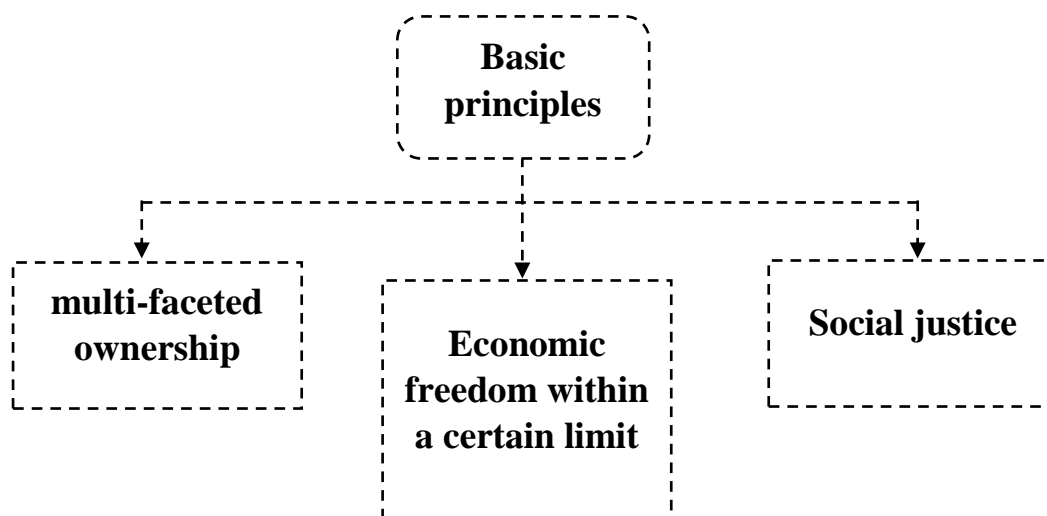 Basic
principles
multi-faceted
ownership
Economic
freedom within
a certain limit
Social justice